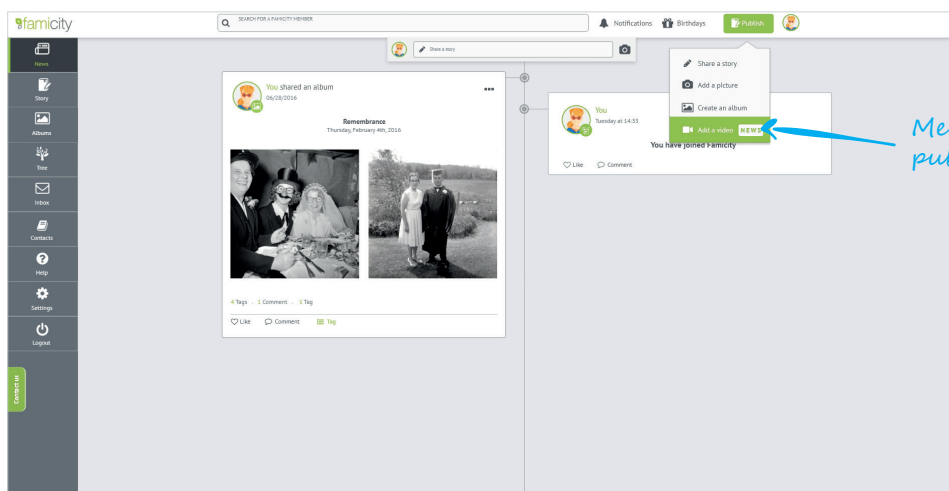 famicity
SEARCH FOR A FAMICITY MEMBER
Notifications
Birthdays
Publish
News
Story
Albums
Tree
Inbox
Contacts
Help
Settings
Logout
Contact us
Share a story
You shared an album
06/28/2016
Remembrance
Thursday, February 4th, 2016
4 Tags . 1 Comment . 1 Tag
Like Comment Tag
Share a story
Add a picture
Create an album
Add a video NEWS
You
Tuesday at 14:53
You have joined Famicity
Like Comment